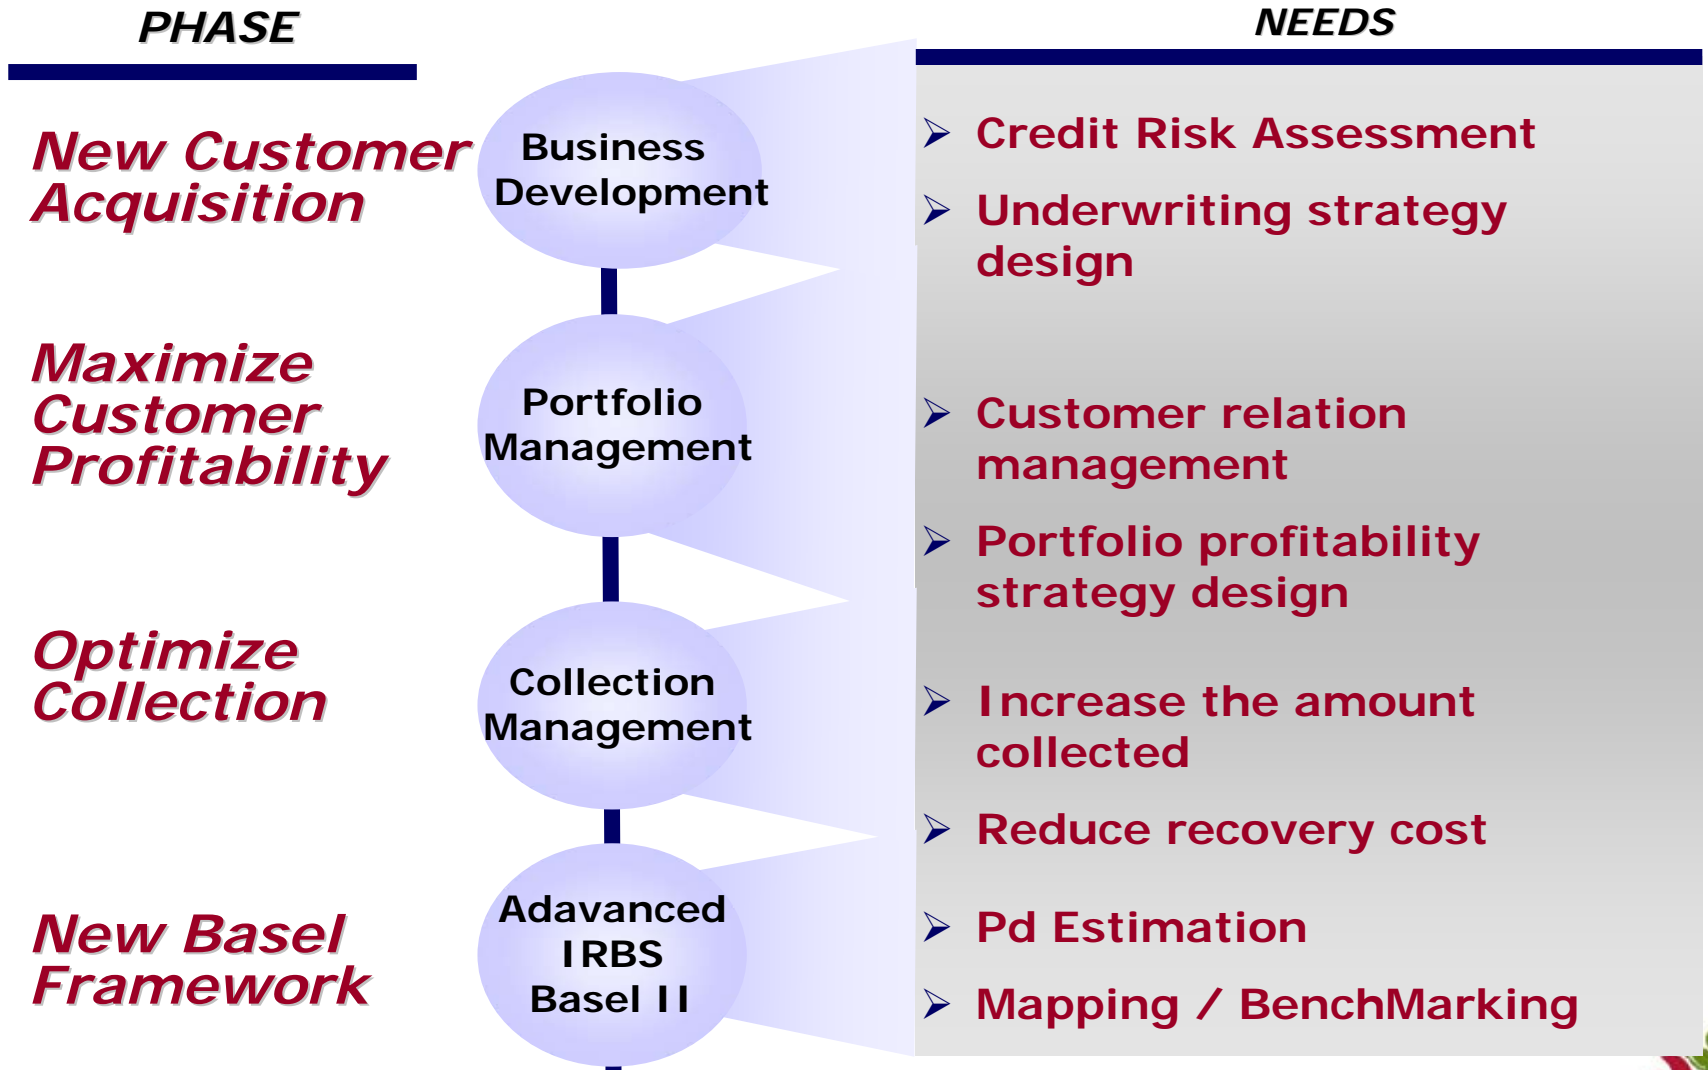 PHASE
NEEDS
New Customer
Acquisition
Business
Development
Credit Risk Assessment
Underwriting strategy
design
Maximize
Customer
Profitability
Portfolio
Management
Customer relation
management
Portfolio profitability
strategy design
Optimize
Collection
Collection
Management
Increase the amount
collected
Reduce recovery cost
New Basel
Framework
Adavanced
IRBS
Basel II
Pd Estimation
Mapping / BenchMarking